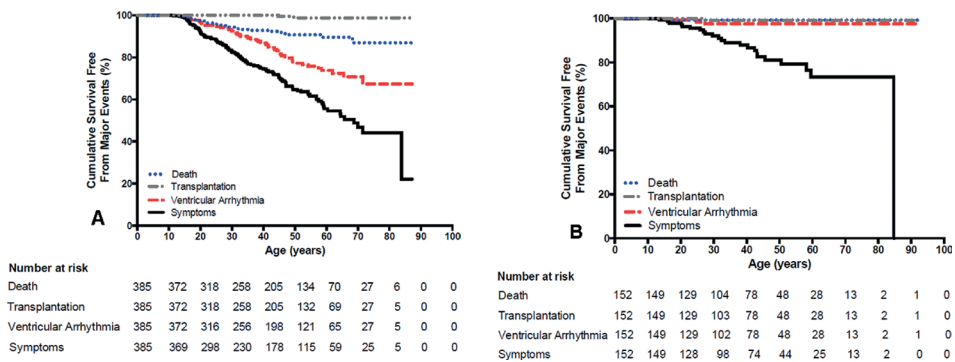 Cumulative Survival Free
From Major Events (%)
100
80
60
40
20
0
Death
Transplantation
Ventricular Arrhythmia
Symptoms
A
0 10 20 30 40 50 60 70 80 90 100
Age (years)
Number at risk
Death 385 372 318 258 205 134 70 27 6 0 0
Transplantation 385 372 318 258 205 132 69 27 5 0 0
Ventricular Arrhythmia 385 372 316 256 198 121 65 27 5 0 0
Symptoms 385 369 298 230 178 115 59 25 5 0 0
Cumulative Survival Free
From Major Events (%)
100
80
60
40
20
0
Death
Transplantation
Ventricular Arrhythmia
Symptoms
B
0 10 20 30 40 50 60 70 80 90 100
Age (years)
Number at risk
Death 152 149 129 104 78 48 28 13 2 1 0
Transplantation 152 149 129 103 78 48 28 13 2 1 0
Ventricular Arrhythmia 152 149 129 102 78 48 28 13 2 1 0
Symptoms 152 149 128 98 74 44 25 13 2 0 0